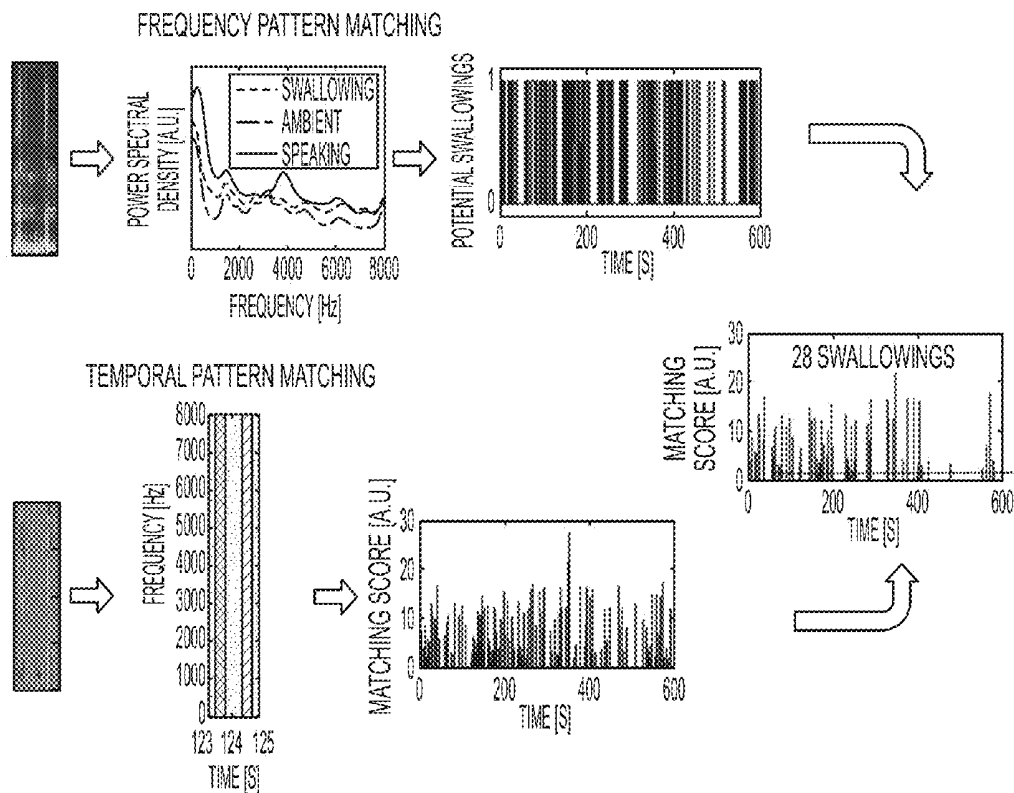 FREQUENCY PATTERN MATCHING
POWER SPECTRAL
DENSITY [A.U.]
SWALLOWING
AMBIENT
SPEAKING
0 2000 4000 6000 8000
FREQUENCY [Hz]
POTENTIAL SWALLOWINGS
1
0
0 200 400 600
TIME [S]
TEMPORAL PATTERN MATCHING
FREQUENCY [Hz]
8000
7000
6000
5000
4000
3000
2000
1000
0
123 124 125
TIME [S]
MATCHING SCORE [A.U.]
30
20
10
0
0 200 400 600
TIME [S]
MATCHING
SCORE [A.U.]
30
20
10
0
28 SWALLOWINGS
0 200 400 600
TIME [S]